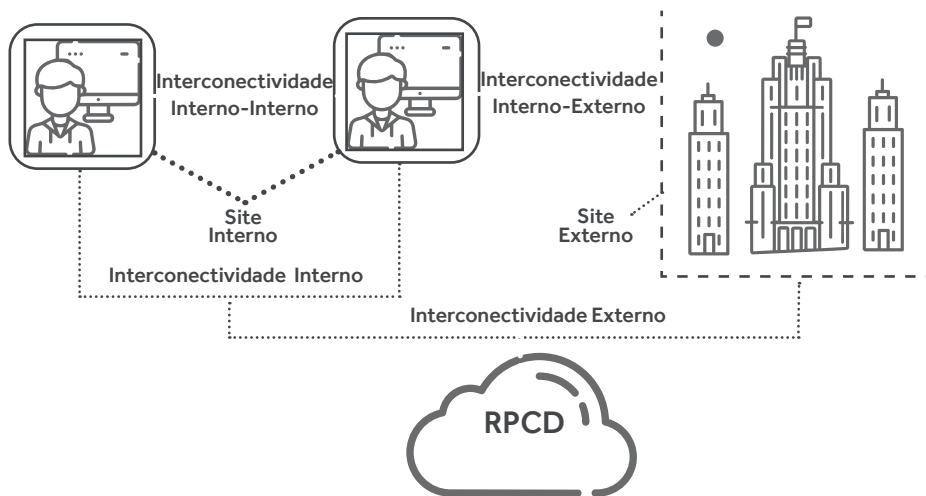 Interconectividade
Interno-Interno
Interconectividade
Interno-Externo
Site
Interno
Site
Externo
Interconectividade Interno
Interconectividade Externo
RPCD